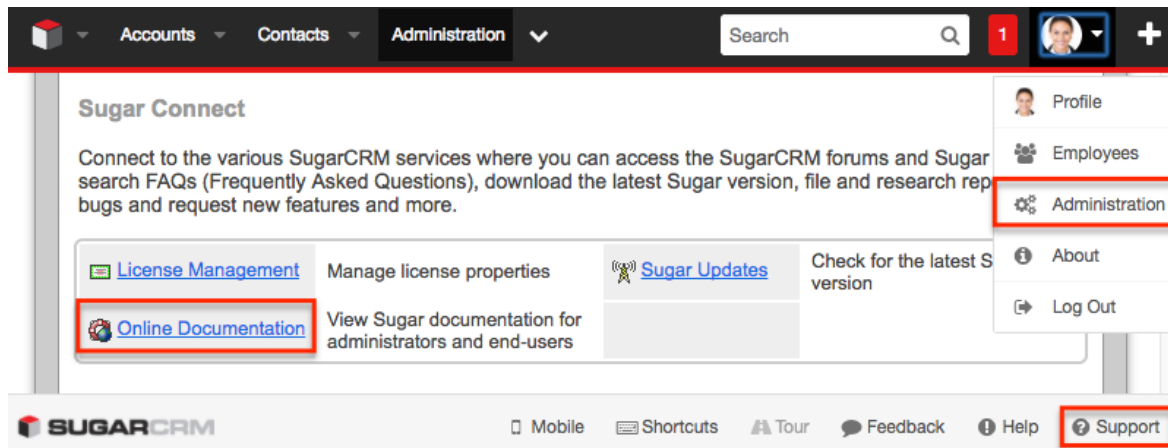 Accounts Contacts Administration Search 1
Profile
Employees
Administration
About
Log Out
Sugar Connect
Connect to the various SugarCRM services where you can access the SugarCRM forums and Sugar
search FAQs (Frequently Asked Questions), download the latest Sugar version, file and research rep
bugs and request new features and more.
License Management Manage license properties Sugar Updates Check for the latest S
version
Online Documentation View Sugar documentation for
administrators and end-users
SUGARCRM Mobile Shortcuts Tour Feedback Help Support